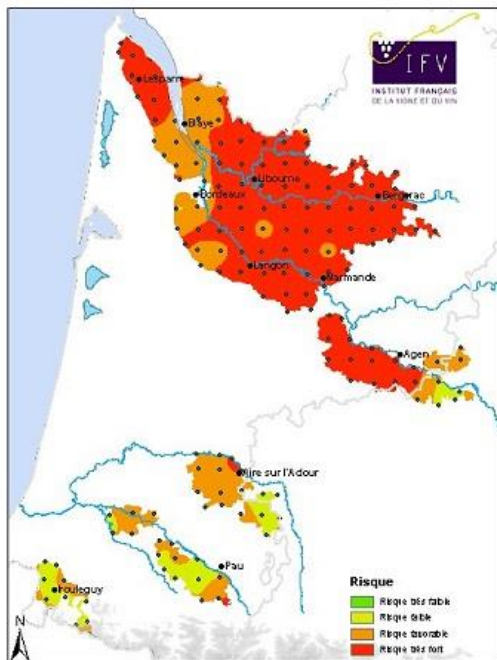 IFV
INSTITUT FRANÇAIS
DE LA VIGNE ET DU VIN
Lesparre
Blaye
Libourne
Bergerac
Bordeaux
Langon
Marmande
Agen
Aire sur l'Adour
Pau
Irouleguy
N
Risque
Risque très faible
Risque faible
Risque favorable
Risque très fort